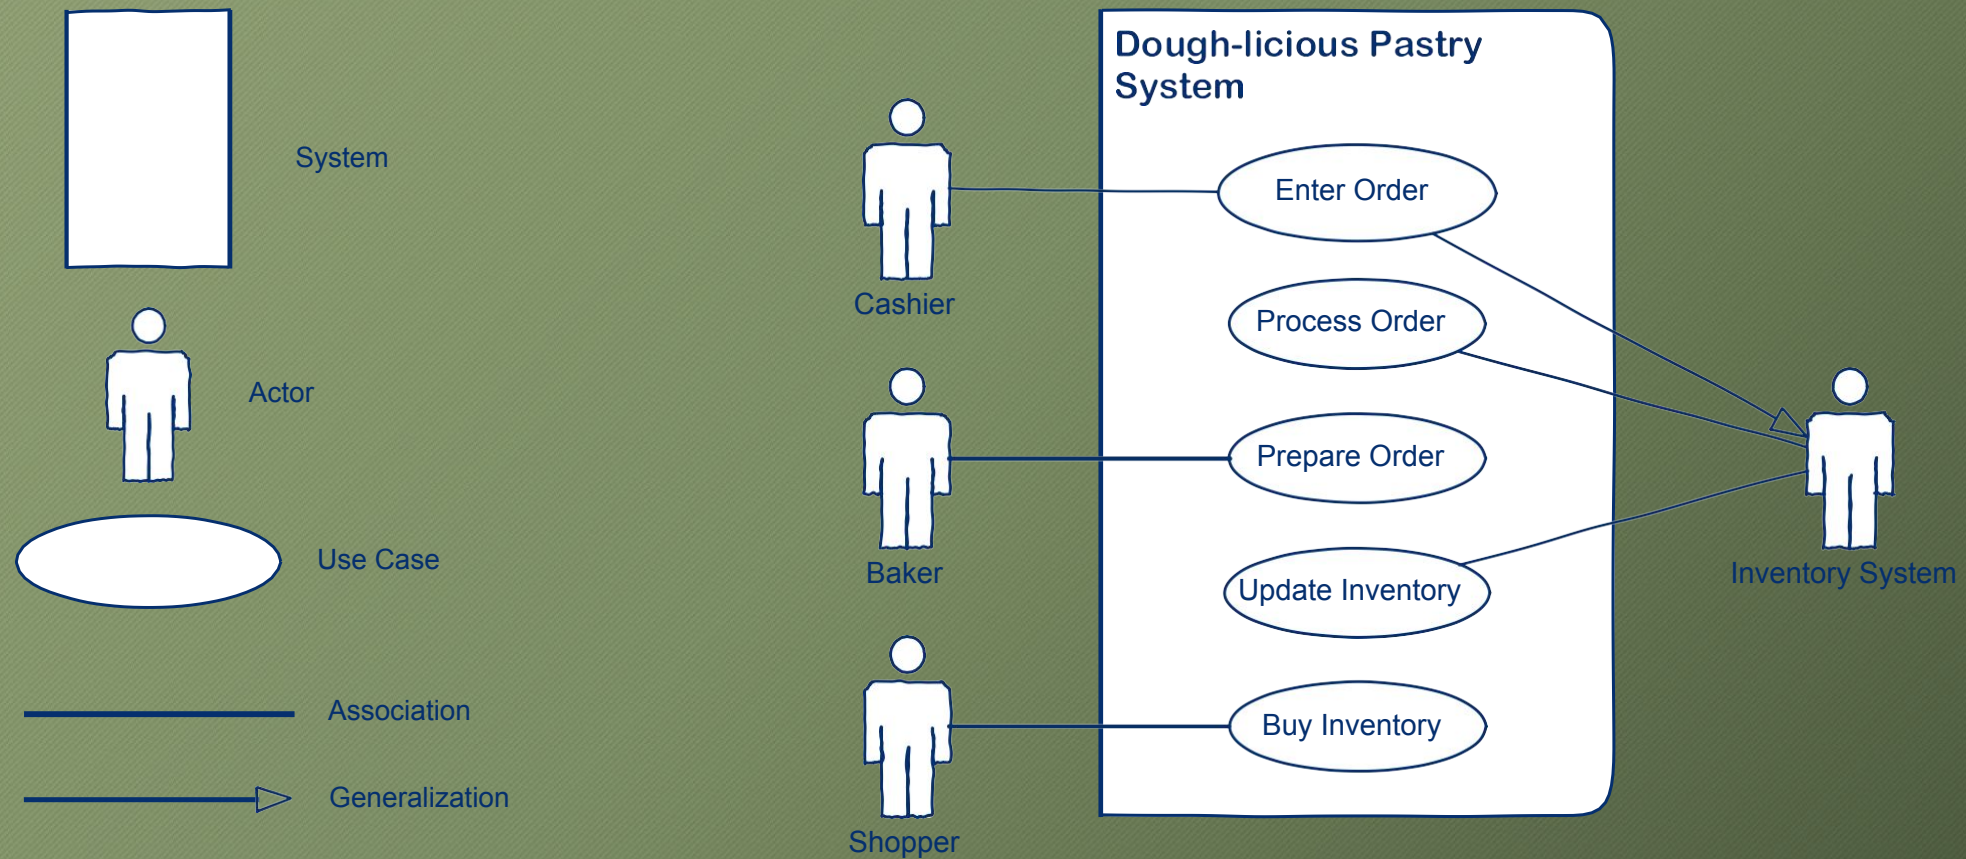 System
Actor
Use Case
Association
Generalization
Dough-licious Pastry
System
Enter Order
Process Order
Prepare Order
Update Inventory
Buy Inventory
Cashier
Baker
Shopper
Inventory System